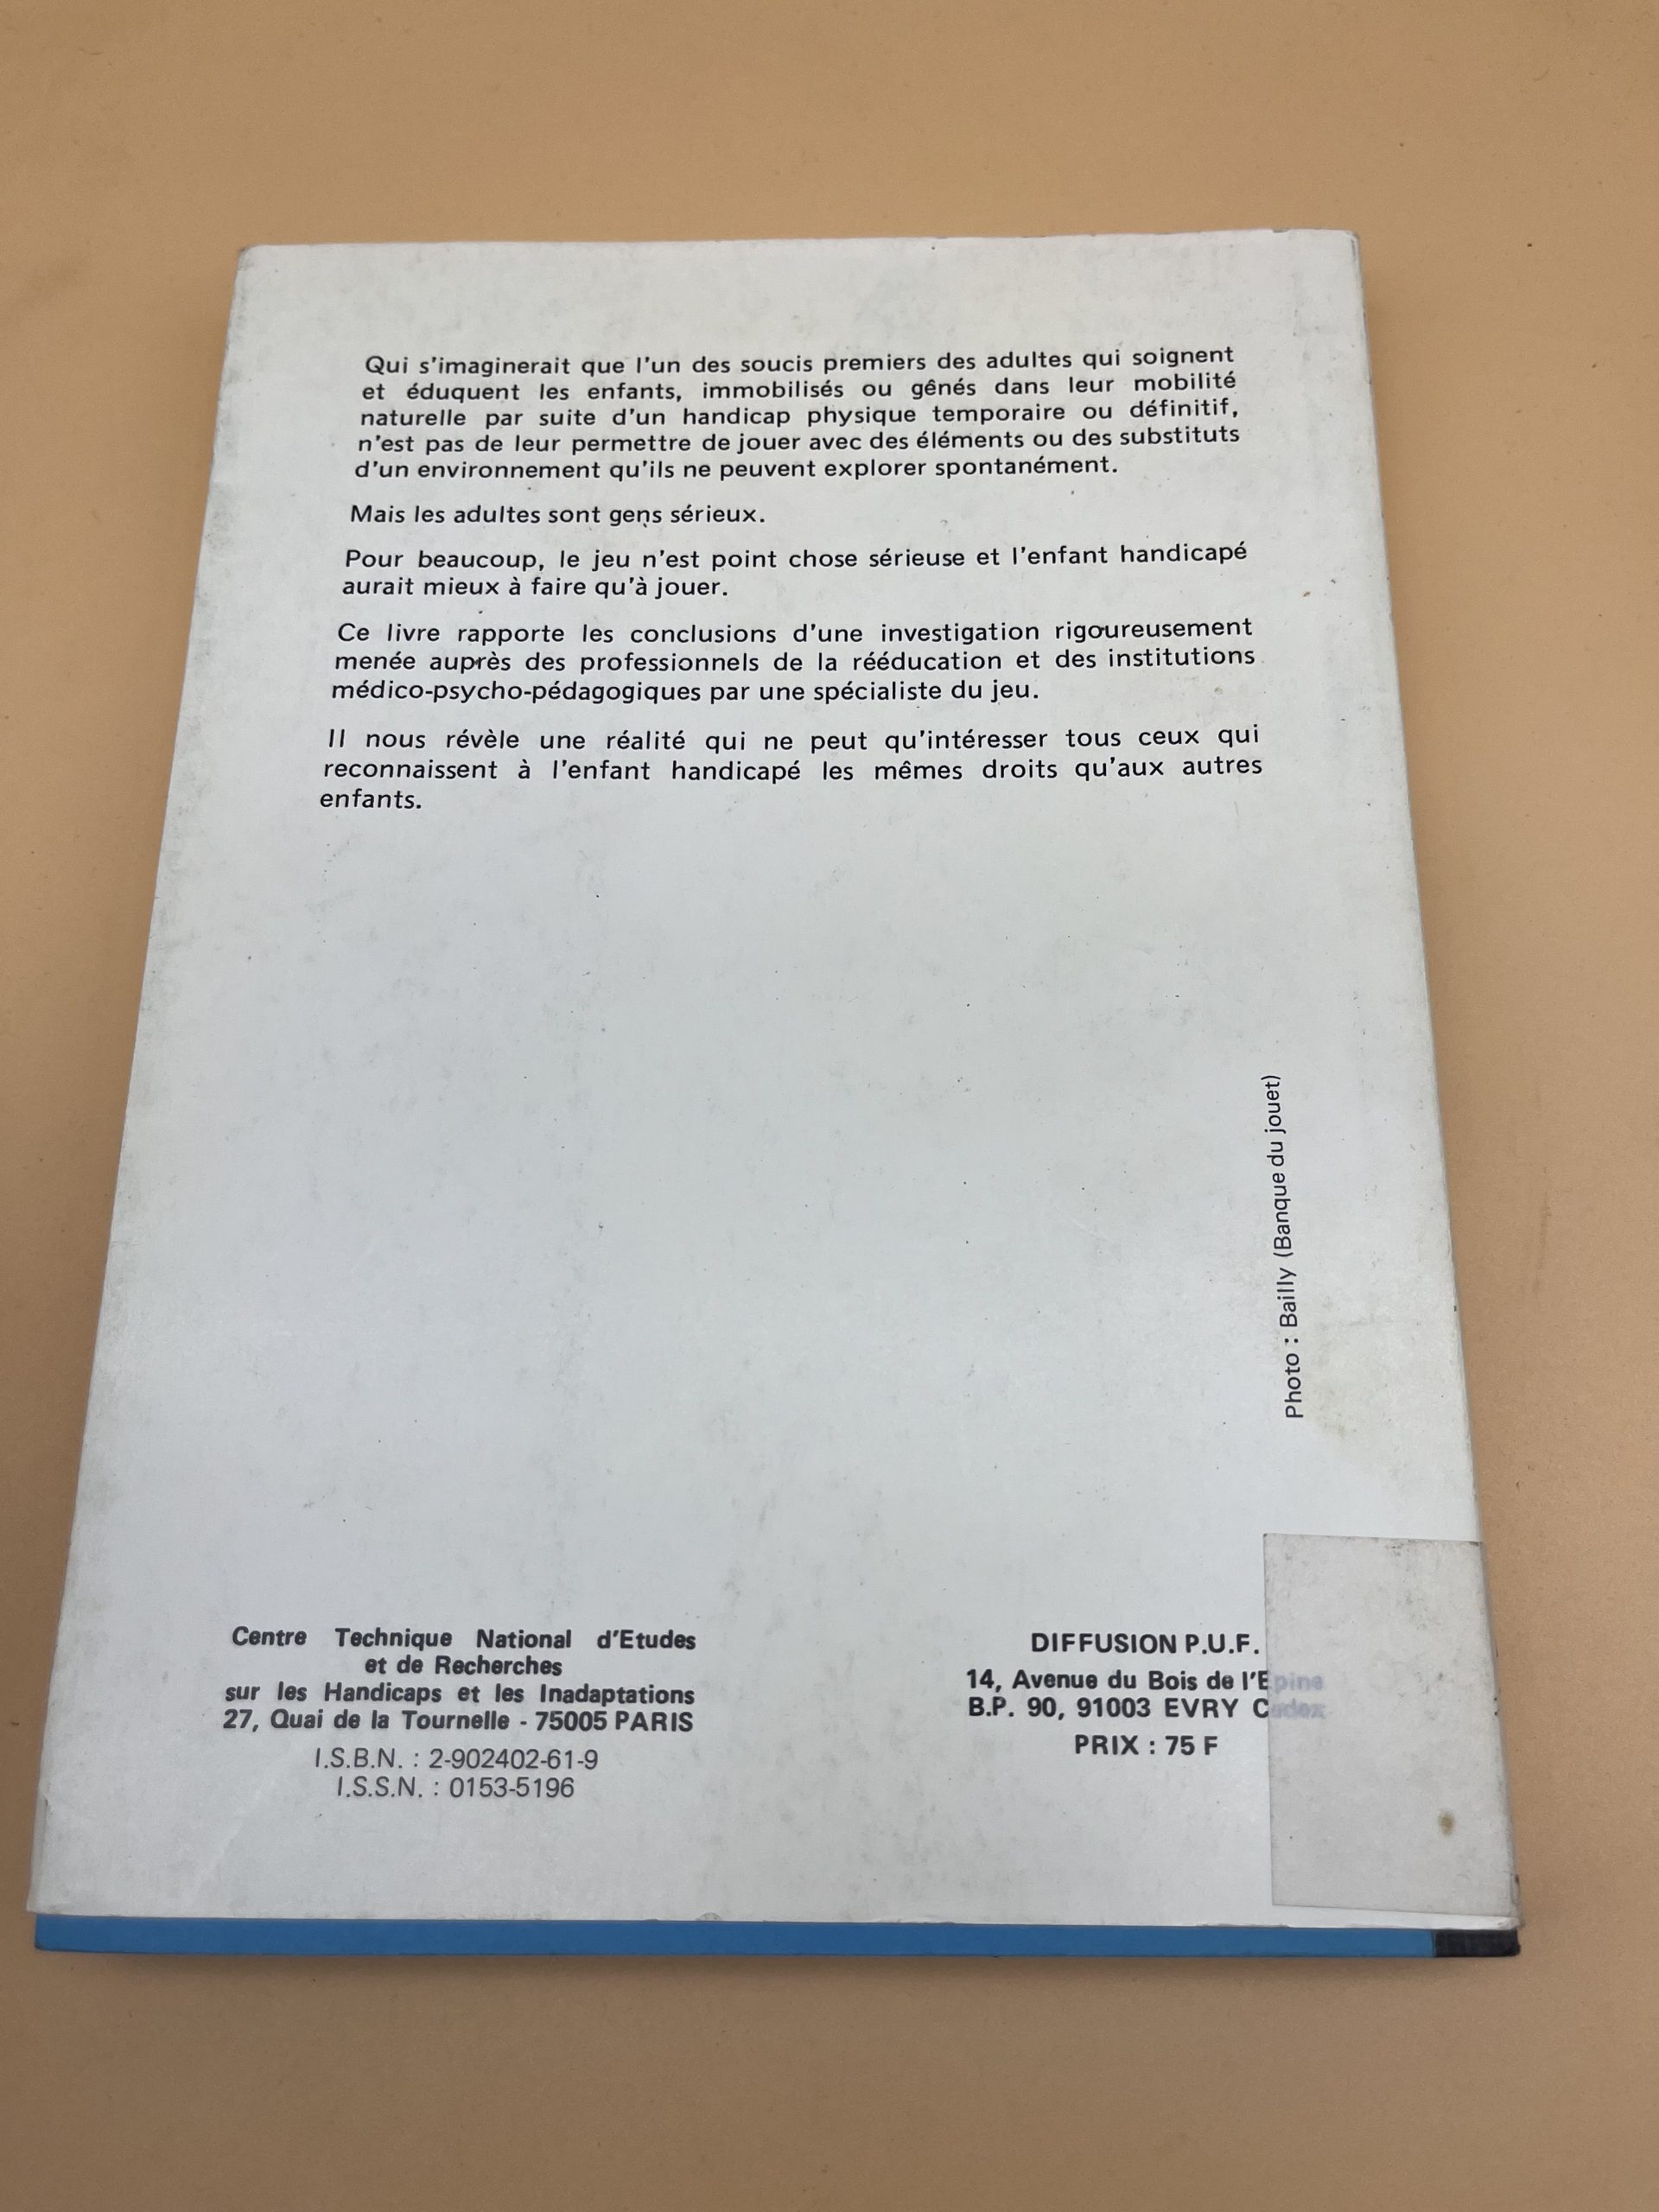 Qui s'imaginerait que l'un des soucis premiers des adultes qui soignent
et éduquent les enfants, immobilisés ou gênés dans leur mobilité
naturelle par suite d'un handicap physique temporaire ou définitif,
n'est pas de leur permettre de jouer avec des éléments ou des substituts
d'un environnement qu'ils ne peuvent explorer spontanément.
Mais les adultes sont gens sérieux.
Pour beaucoup, le jeu n'est point chose sérieuse et l'enfant handicapé
aurait mieux à faire qu'à jouer.
Ce livre rapporte les conclusions d'une investigation rigoureusement
menée auprès des professionnels de la rééducation et des institutions
médico-psycho-pédagogiques par une spécialiste du jeu.
Il nous révèle une réalité qui ne peut qu'intéresser tous ceux qui
reconnaissent à l'enfant handicapé les mêmes droits qu'aux autres
enfants.
Photo : Bailly (Banque du jouet)
Centre Technique National d'Etudes
et de Recherches
sur les Handicaps et les Inadaptations
27, Quai de la Tournelle - 75005 PARIS
I.S.B.N. : 2-902402-61-9
I.S.S.N. : 0153-5196
DIFFUSION P.U.F.
14, Avenue du Bois de l'Epine
B.P. 90, 91003 EVRY Cedex
PRIX : 75 F